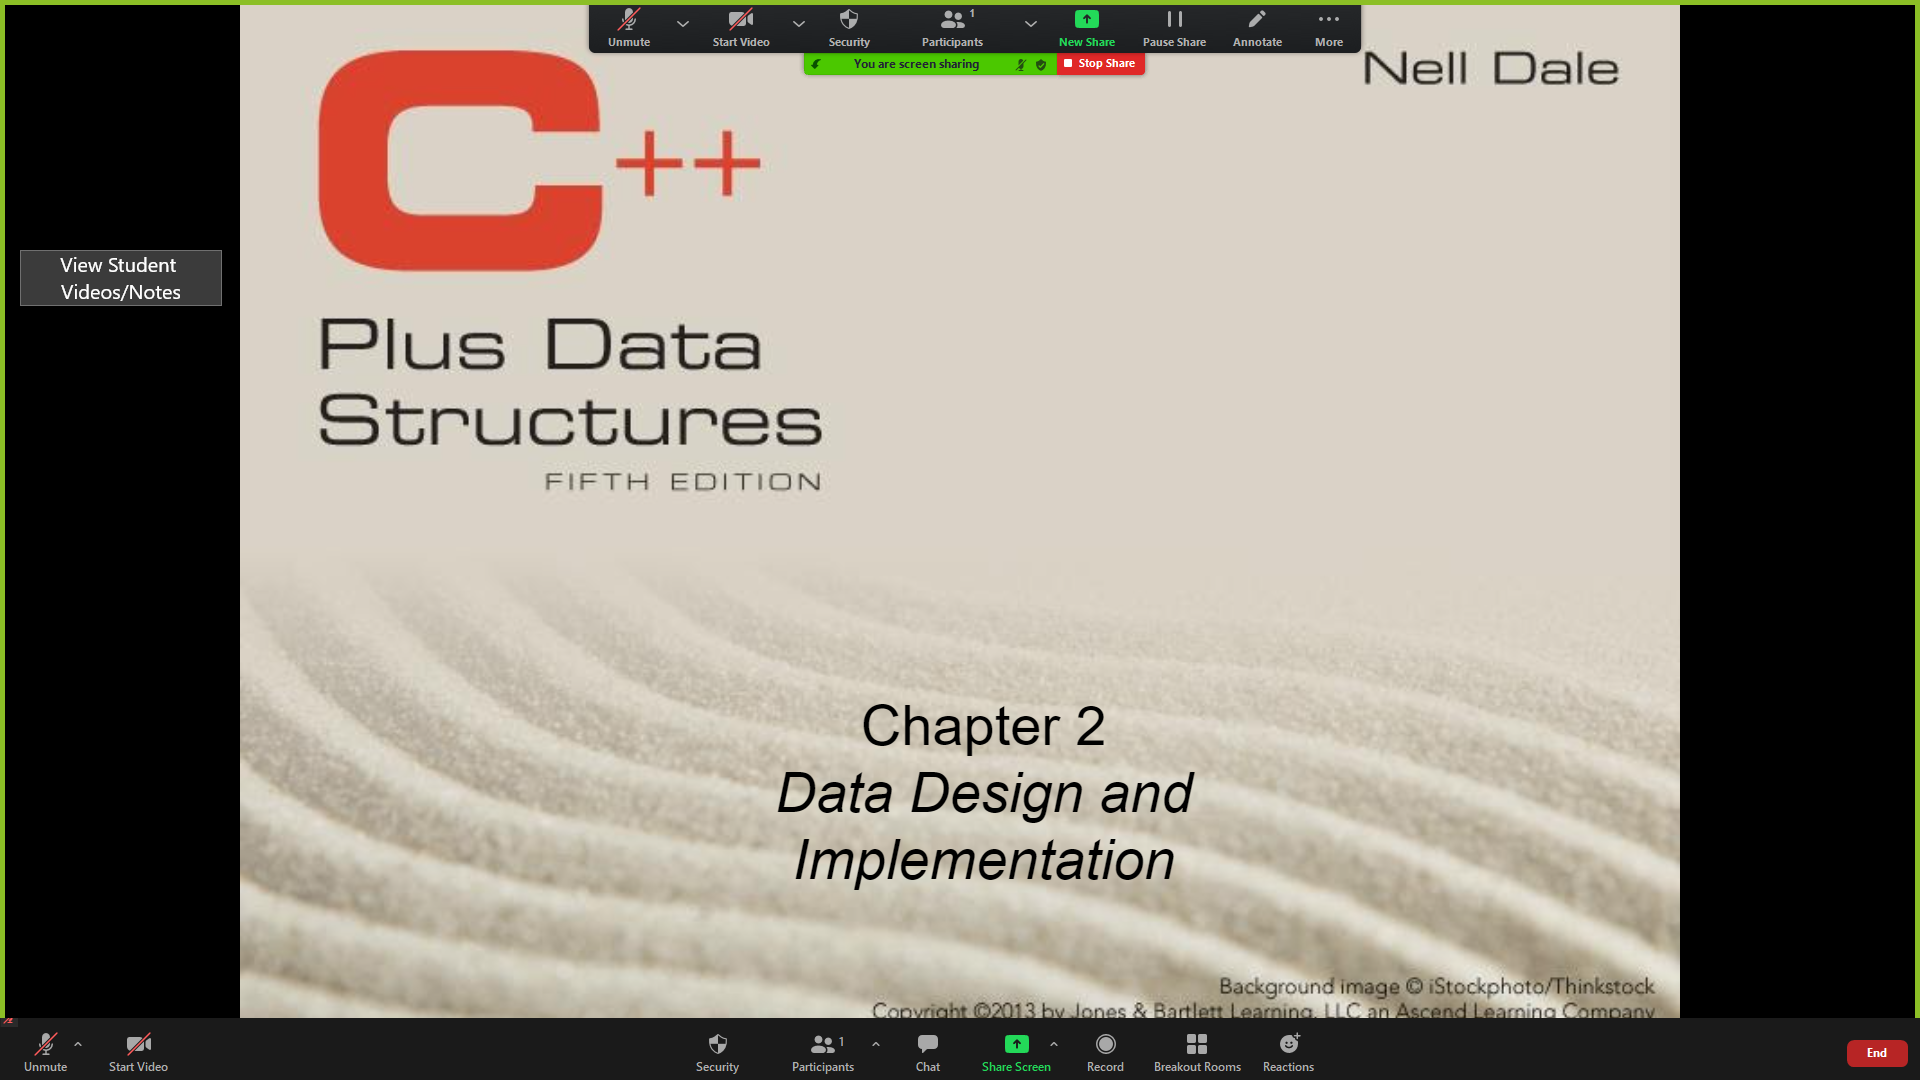 Unmute
Start Video
Security
Participants
1
New Share
Pause Share
Annotate
More
You are screen sharing
Stop Share
Nell Dale
C++
View Student
Videos/Notes
Plus Data
Structures
FIFTH EDITION
Chapter 2
Data Design and
Implementation
Background image © iStockphoto/Thinkstock
Copyright ©2013 by Jones & Bartlett Learning, LLC an Ascend Learning Company
Unmute
Start Video
Security
Participants
1
Chat
Share Screen
Record
Breakout Rooms
Reactions
End